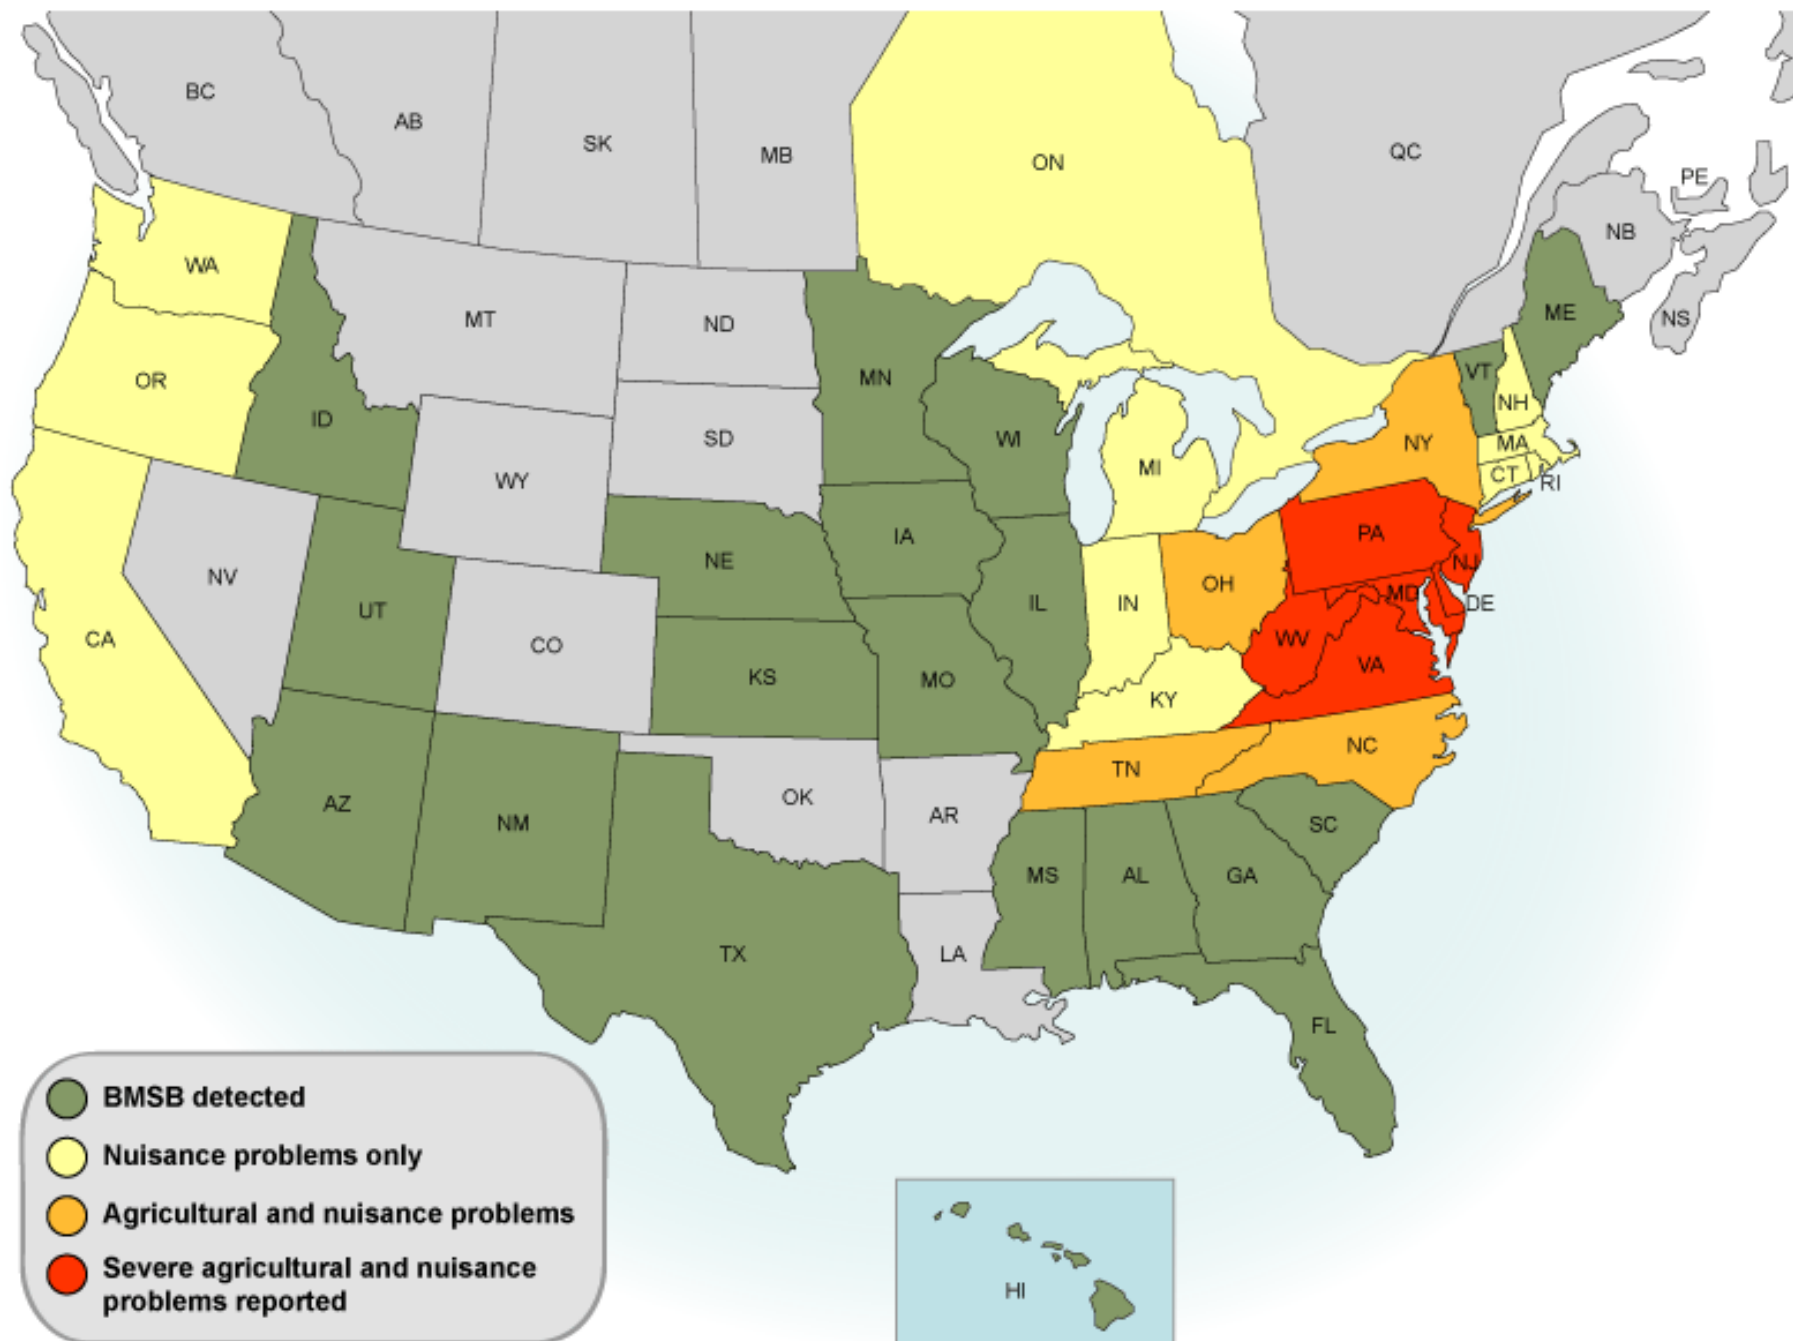 BC
AB
SK
MB
ON
QC
PE
NB
NS
WA
MT
ND
ME
OR
ID
MN
VT
NH
SD
WI
NY
MA
MI
CT
RI
WY
PA
IA
NE
NJ
NV
OH
UT
IL
IN
MD
DE
CA
CO
WV
VA
KS
MO
KY
NC
TN
AZ
OK
NM
AR
SC
MS
AL
GA
TX
LA
FL
BMSB detected
Nuisance problems only
Agricultural and nuisance problems
Severe agricultural and nuisance
problems reported
HI